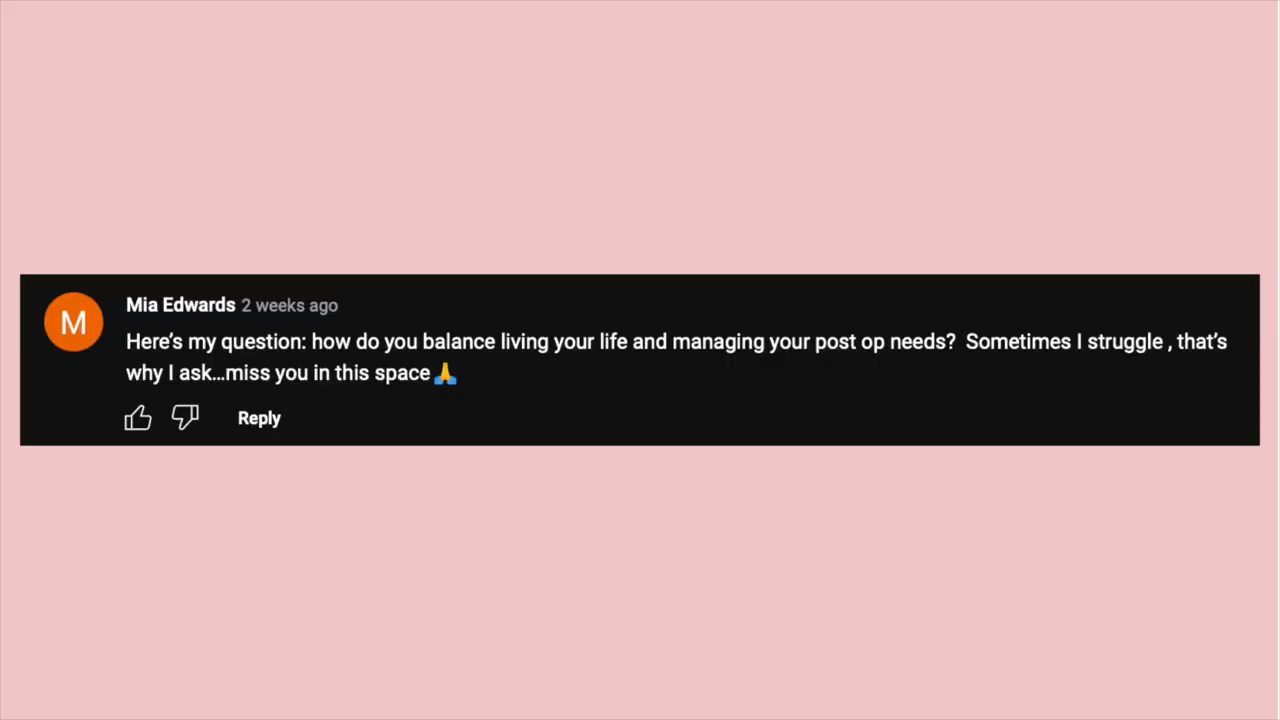 M
Mia Edwards 2 weeks ago
Here’s my question: how do you balance living your life and managing your post op needs?  Sometimes I struggle , that’s
why I ask...miss you in this space🙏
Reply